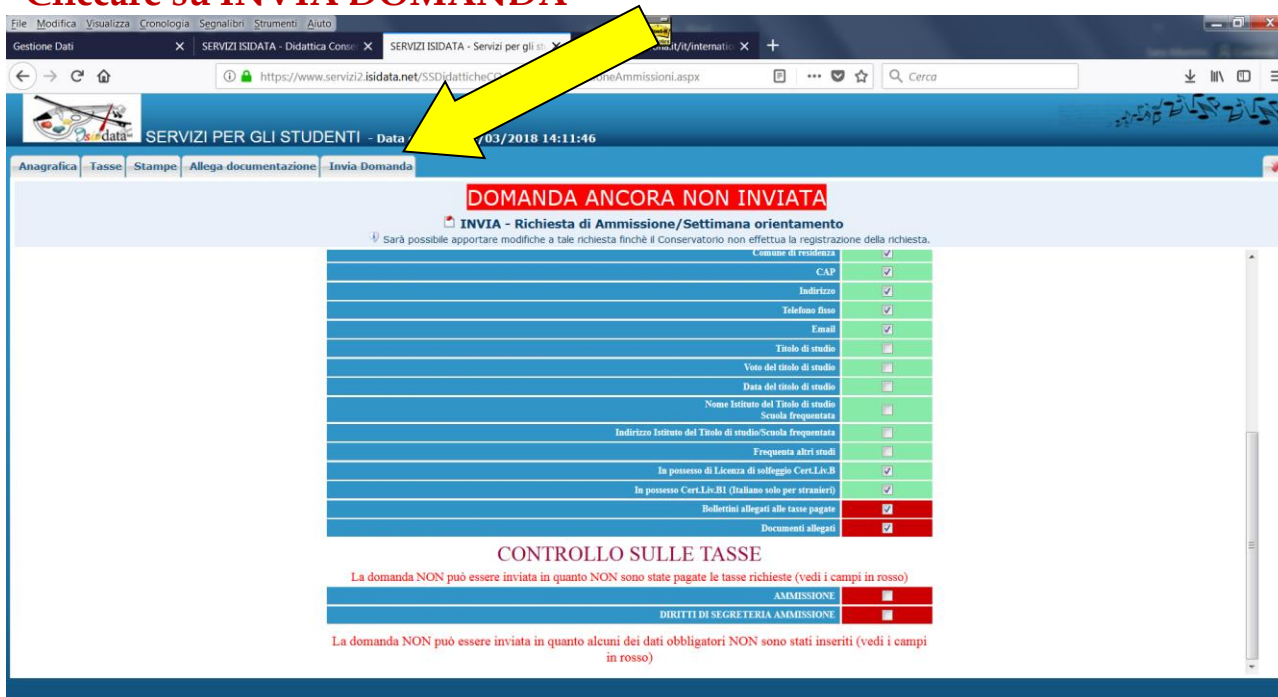 Cliccare su INVIA DOMANDA
File Modifica Visualizza Cronologia Segnalibri Strumenti Aiuto
Gestione Dati
SERVIZI ISIDATA - Didattica Conse
SERVIZI ISIDATA - Servizi per gli
https://www.servizi2.isidata.net/SSDidatticheCO
oneAmmissioni.aspx
Cerca
Isidata
SERVIZI PER GLI STUDENTI - Data
/03/2018 14:11:46
Anagrafica Tasse Stampe Allega documentazione Invia Domanda
DOMANDA ANCORA NON INVIATA
INVIA - Richiesta di Ammissione/Settimana orientamento
Sarà possibile apportare modifiche a tale richiesta finchè il Conservatorio non effettua la registrazione della richiesta.
Comune di residenza
CAP
Indirizzo
Telefono fisso
Email
Titolo di studio
Voto del titolo di studio
Data del titolo di studio
Nome Istituto del Titolo di studio
Scuola frequentata
Indirizzo Istituto del Titolo di studio/Scuola frequentata
Frequenta altri studi
In possesso di Licenza di solfeggio Cert.Liv.B
In possesso Cert.Liv.B1 (Italiano solo per stranieri)
Bollettini allegati alle tasse pagate
Documenti allegati
CONTROLLO SULLE TASSE
La domanda NON può essere inviata in quanto NON sono state pagate le tasse richieste (vedi i campi in rosso)
AMMISSIONE
DIRITTI DI SEGRETERIA AMMISSIONE
La domanda NON può essere inviata in quanto alcuni dei dati obbligatori NON sono stati inseriti (vedi i campi
in rosso)